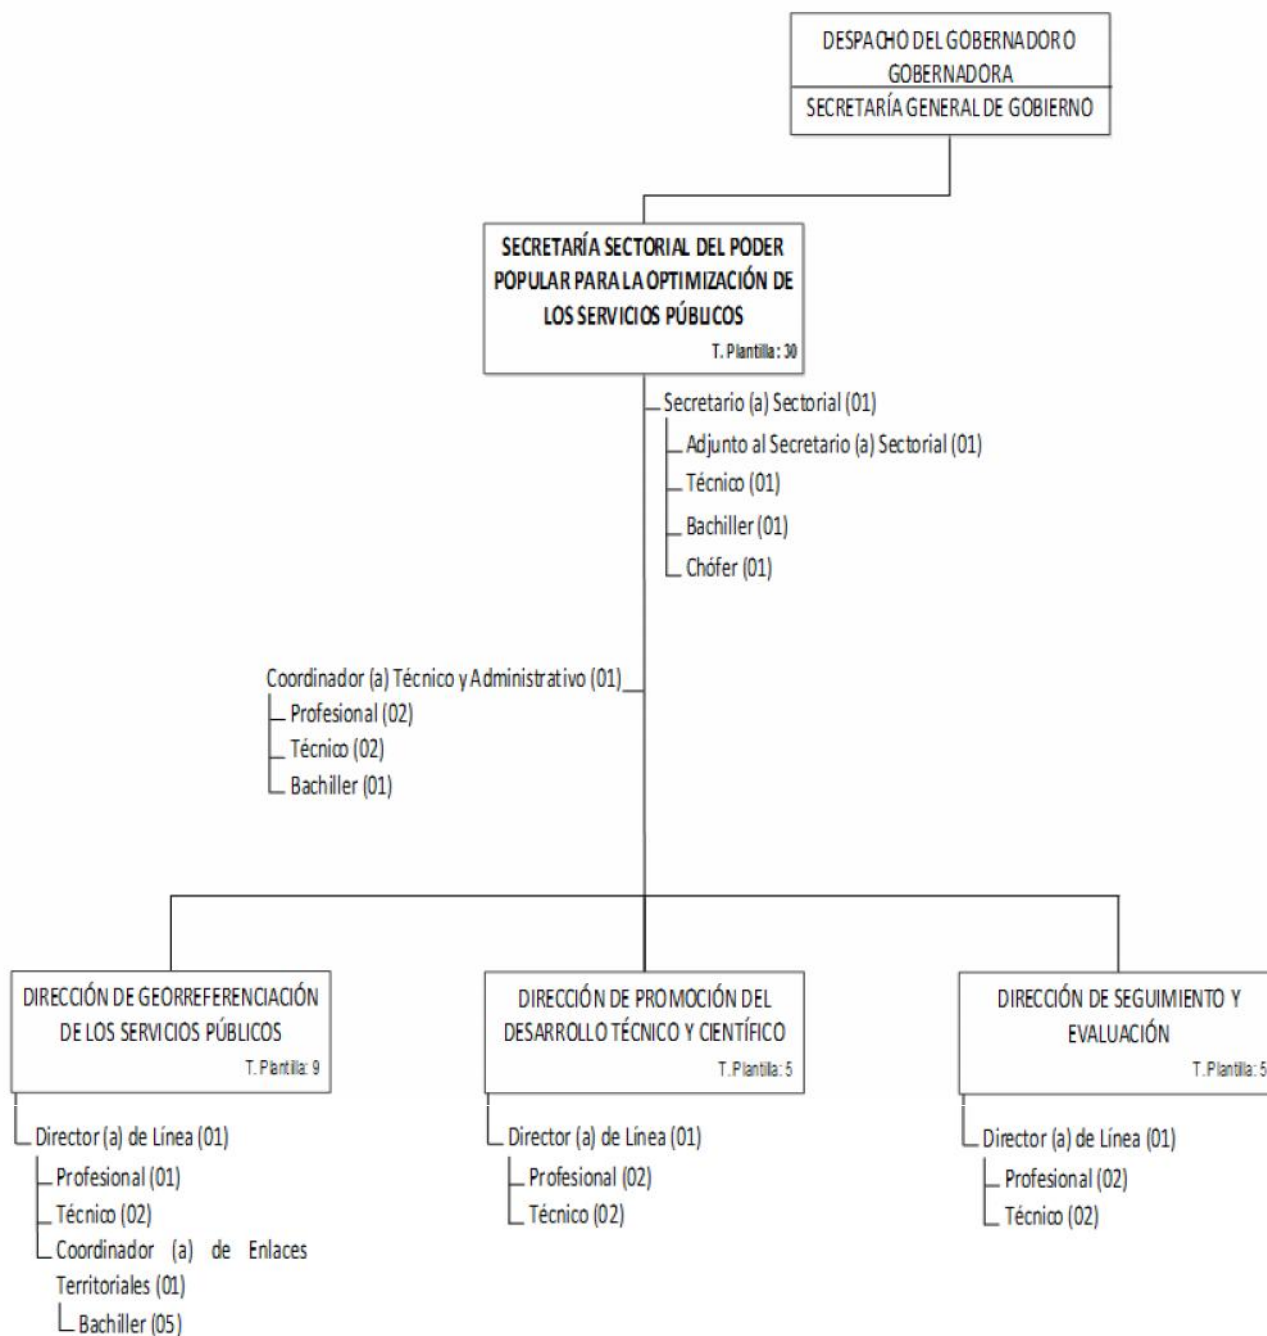 DESPACHO DEL GOBERNADOR O
GOBERNADORA
SECRETARÍA GENERAL DE GOBIERNO
SECRETARÍA SECTORIAL DEL PODER
POPULAR PARA LA OPTIMIZACIÓN DE
LOS SERVICIOS PÚBLICOS
T. Plantilla: 30
Secretario (a) Sectorial (01)
Adjunto al Secretario (a) Sectorial (01)
Técnico (01)
Bachiller (01)
Chófer (01)
Coordinador (a) Técnico y Administrativo (01)
Profesional (02)
Técnico (02)
Bachiller (01)
DIRECCIÓN DE GEORREFERENCIACIÓN
DE LOS SERVICIOS PÚBLICOS
T. Plantilla: 9
Director (a) de Línea (01)
Profesional (01)
Técnico (02)
Coordinador (a) de Enlaces
Territoriales (01)
Bachiller (05)
DIRECCIÓN DE PROMOCIÓN DEL
DESARROLLO TÉCNICO Y CIENTÍFICO
T. Plantilla: 5
Director (a) de Línea (01)
Profesional (02)
Técnico (02)
DIRECCIÓN DE SEGUIMIENTO Y
EVALUACIÓN
T. Plantilla: 5
Director (a) de Línea (01)
Profesional (02)
Técnico (02)